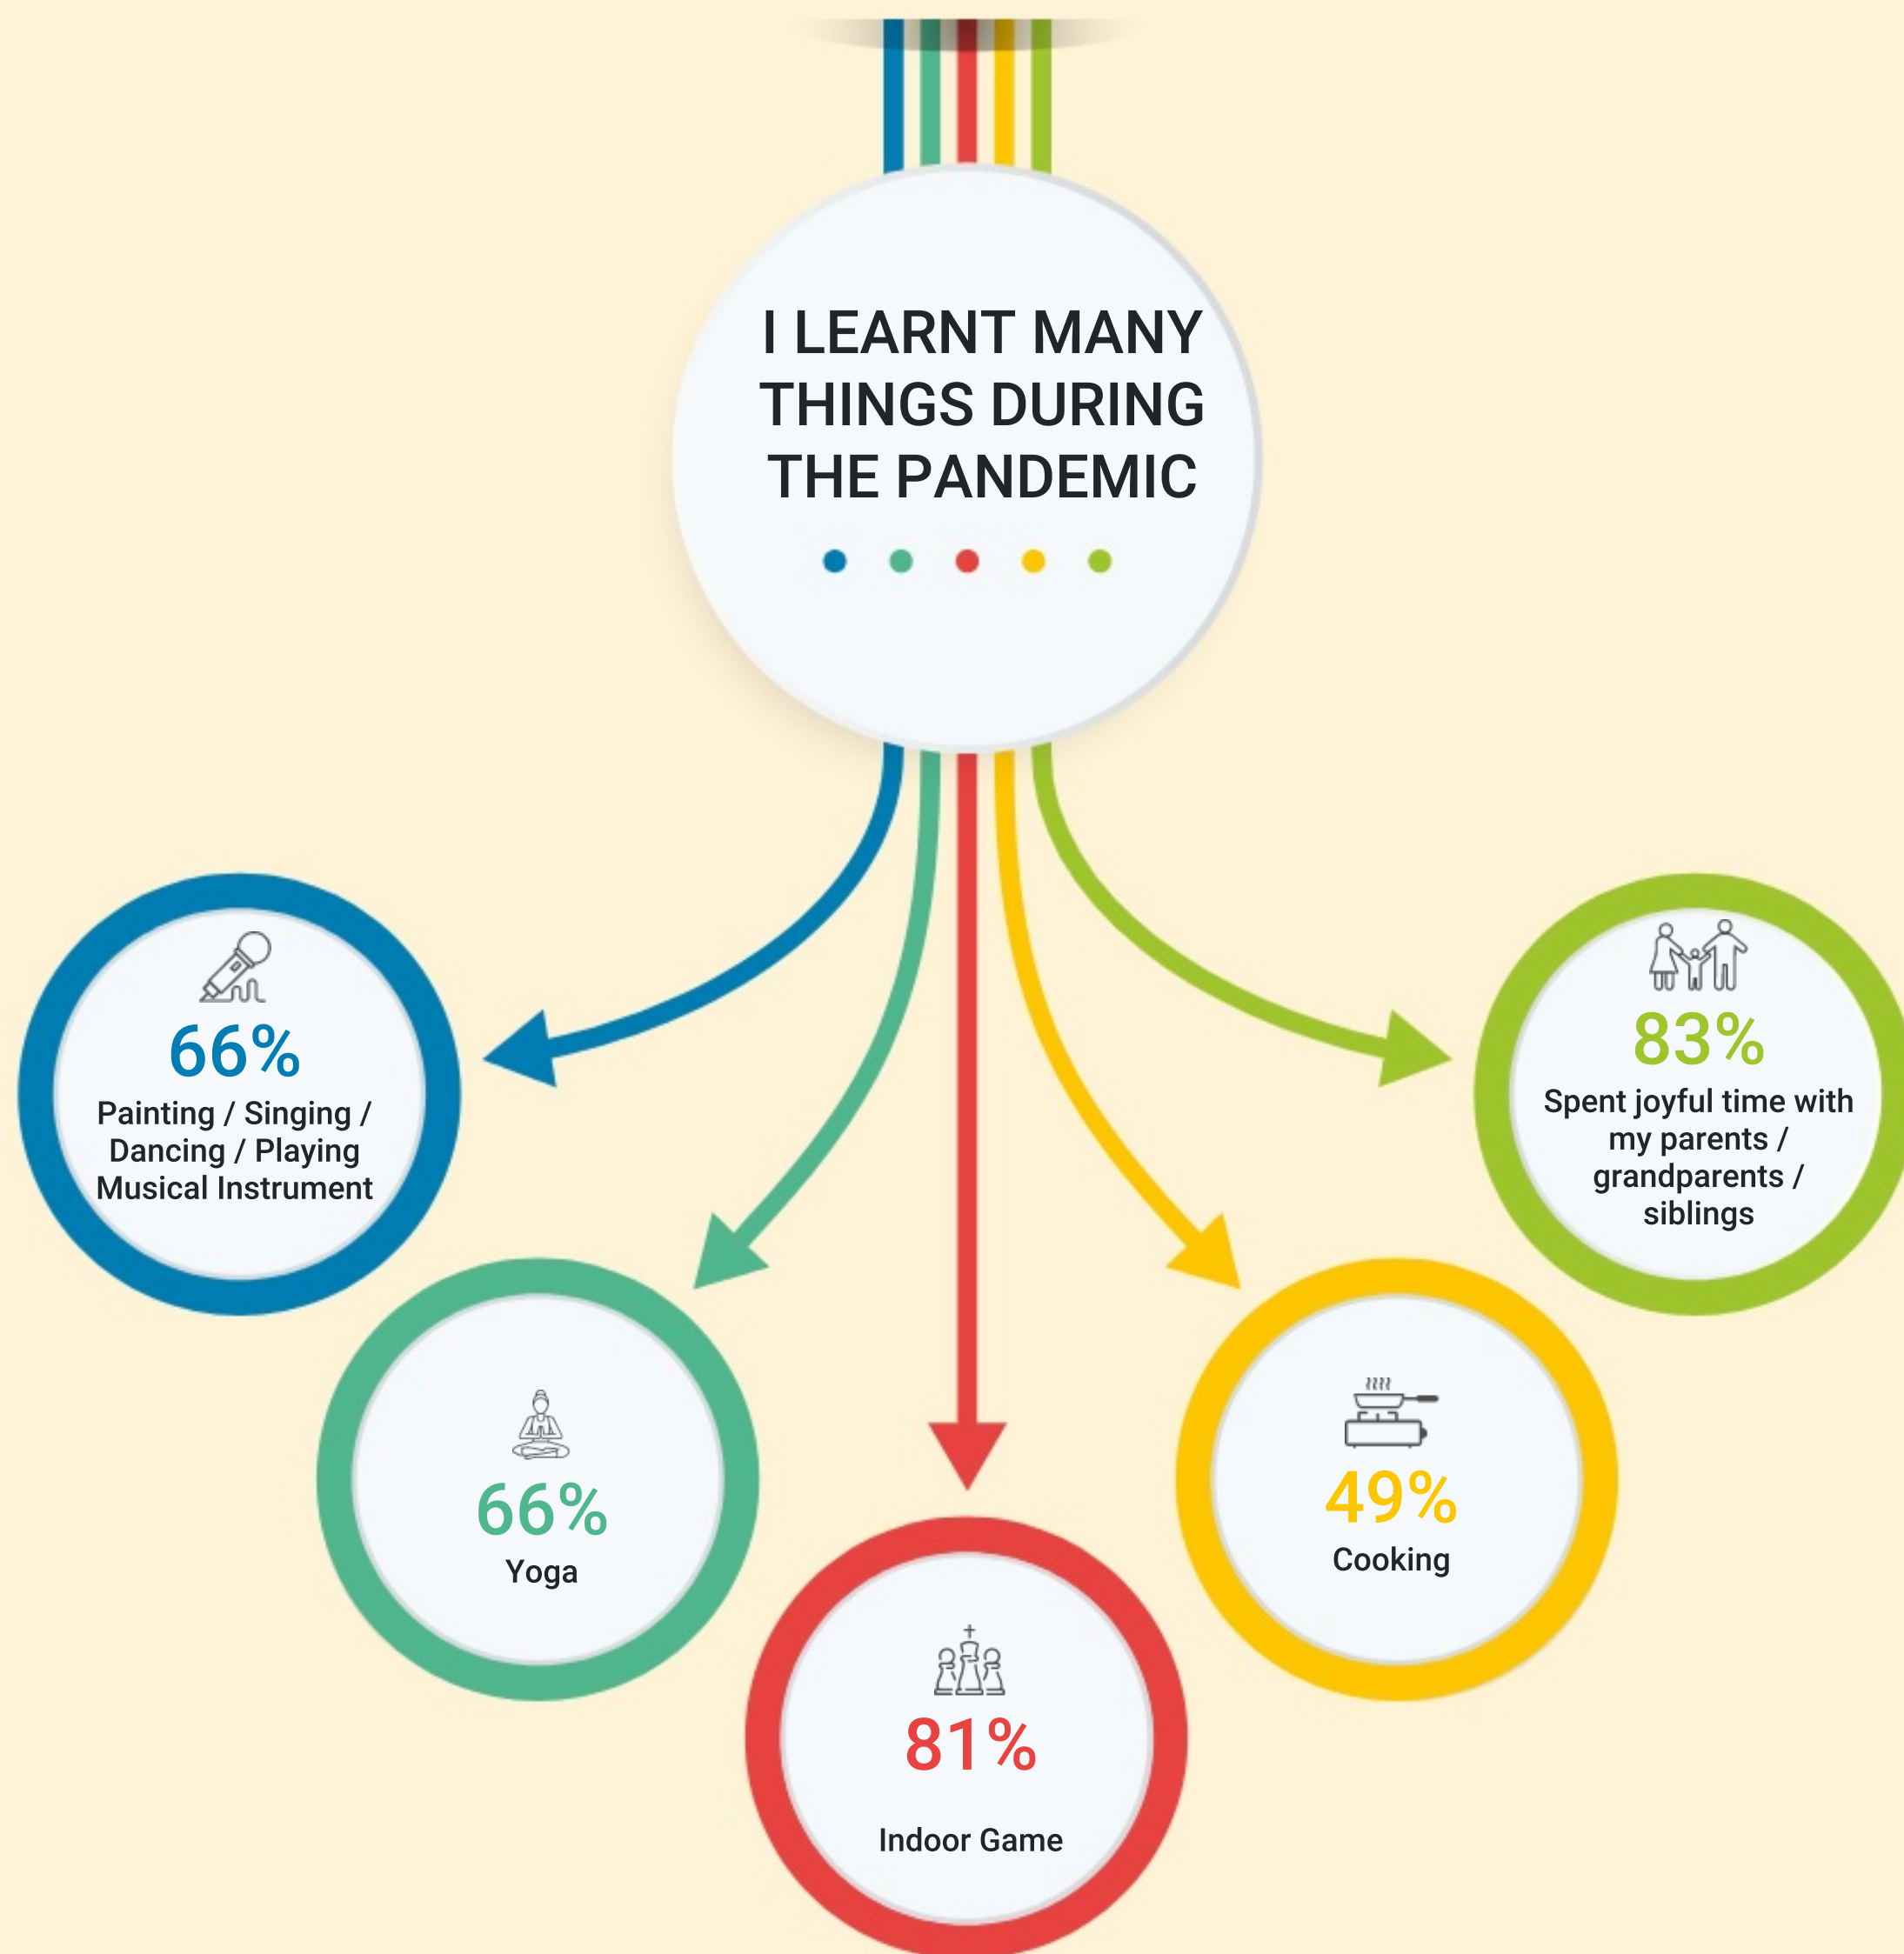 I LEARNT MANY
THINGS DURING
THE PANDEMIC
66%
Painting / Singing /
Dancing / Playing
Musical Instrument
66%
Yoga
81%
Indoor Game
49%
Cooking
83%
Spent joyful time with
my parents /
grandparents /
siblings